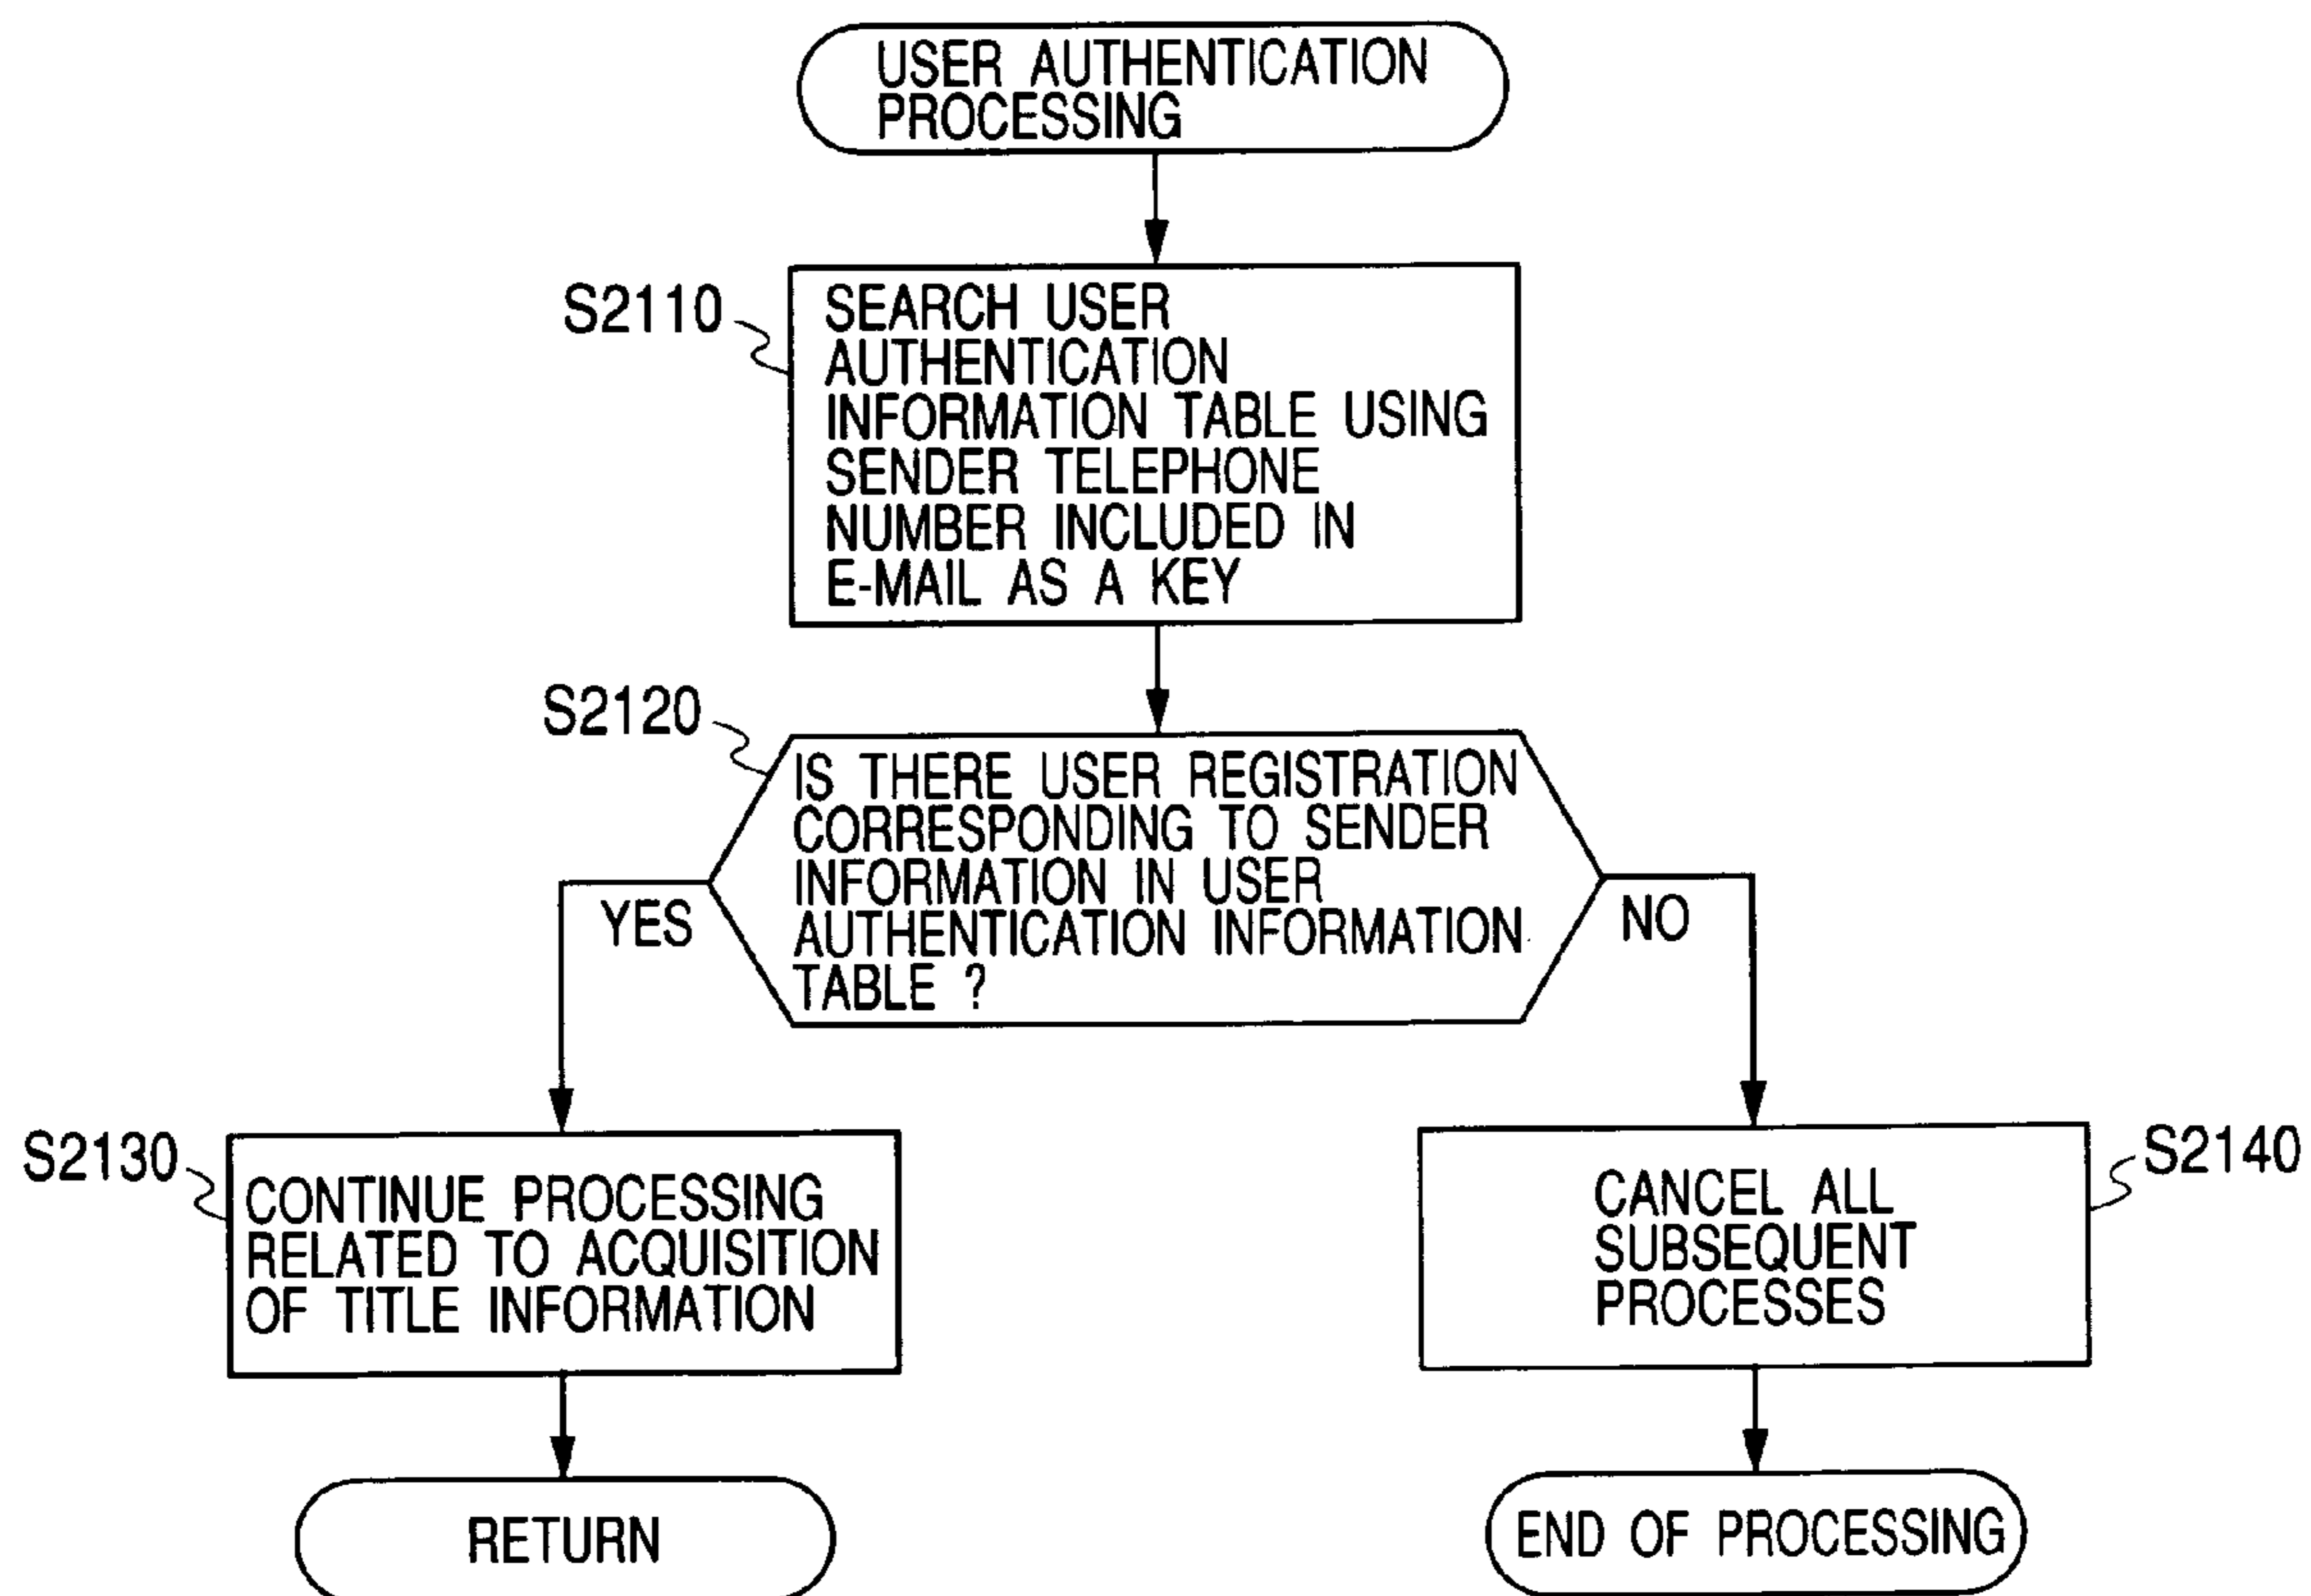 USER AUTHENTICATION
PROCESSING
S2110
SEARCH USER
AUTHENTICATION
INFORMATION TABLE USING
SENDER TELEPHONE
NUMBER INCLUDED IN
E-MAIL AS A KEY
S2120
IS THERE USER REGISTRATION
CORRESPONDING TO SENDER
INFORMATION IN USER
AUTHENTICATION INFORMATION
TABLE ?
YES
NO
S2130
CONTINUE PROCESSING
RELATED TO ACQUISITION
OF TITLE INFORMATION
S2140
CANCEL ALL
SUBSEQUENT
PROCESSES
RETURN
END OF PROCESSING